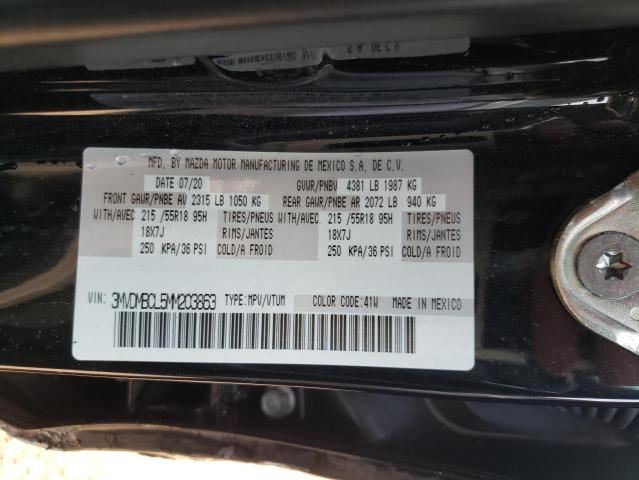 MFD. BY MAZDA MOTOR MANUFACTURING DE MEXICO S.A. DE C.V.
DATE 07/20 GVWR/PNBV 4381 LB 1987 KG
FRONT GAWR/PNBE AV 2315 LB 1050 KG REAR GAWR/PNBE AR 2072 LB 940 KG
WITH/AVEC 215 /55R18 95H TIRES/PNEUS WITH/AVEC 215 /55R18 95H TIRES/PNEUS
18X7J RIMS/JANTES 18X7J RIMS/JANTES
250 KPA/36 PSI COLD/A FROID 250 KPA/36 PSI COLD/A FROID
VIN: 3MVDMBCL5MM203863 TYPE:MPV/VTUM COLOR CODE:41W MADE IN MEXICO